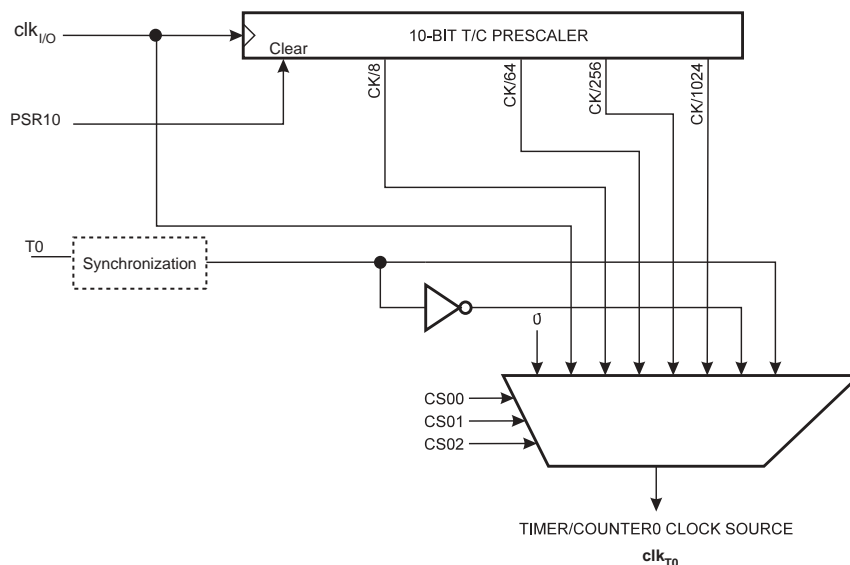 clkI/O
10-BIT T/C PRESCALER
Clear
CK/8
CK/64
CK/256
CK/1024
PSR10
T0
Synchronization
0
CS00
CS01
CS02
TIMER/COUNTER0 CLOCK SOURCE
clkT0